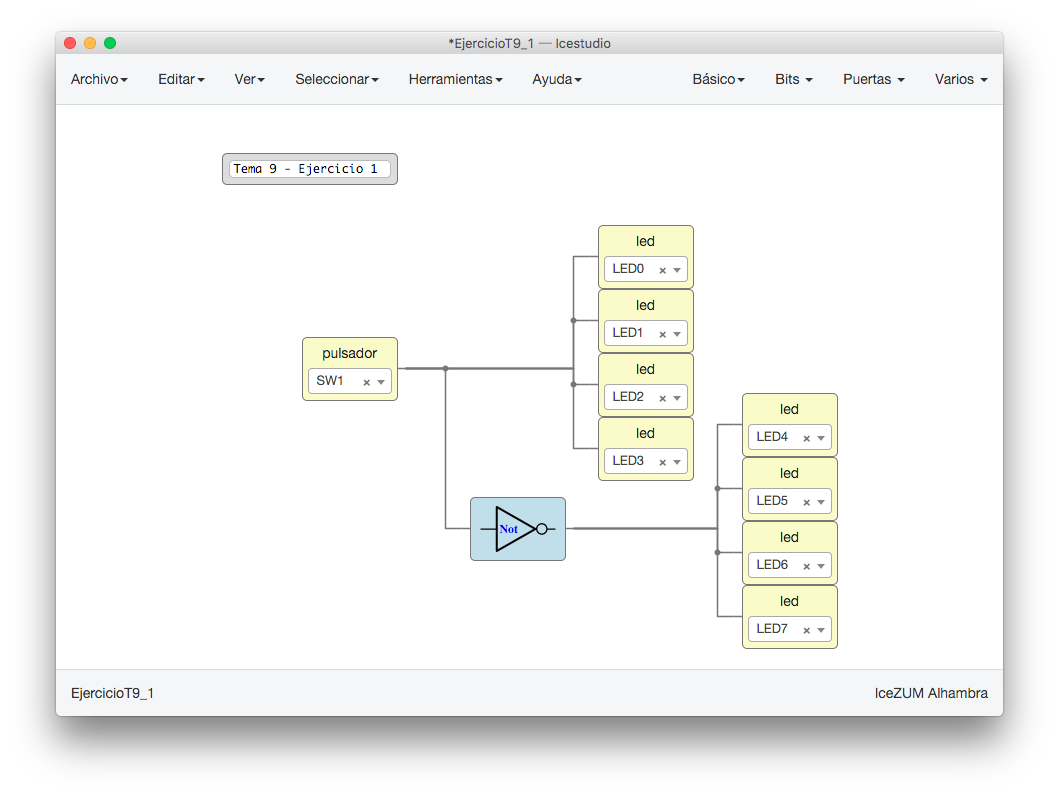 *EjercicioT9_1 — Icestudio
Archivo Editar Ver Seleccionar Herramientas Ayuda Básico Bits Puertas Varios
Tema 9 - Ejercicio 1
led
LED0
led
LED1
pulsador
SW1
led
LED2
led
LED3
Not
led
LED4
led
LED5
led
LED6
led
LED7
EjercicioT9_1 IceZUM Alhambra